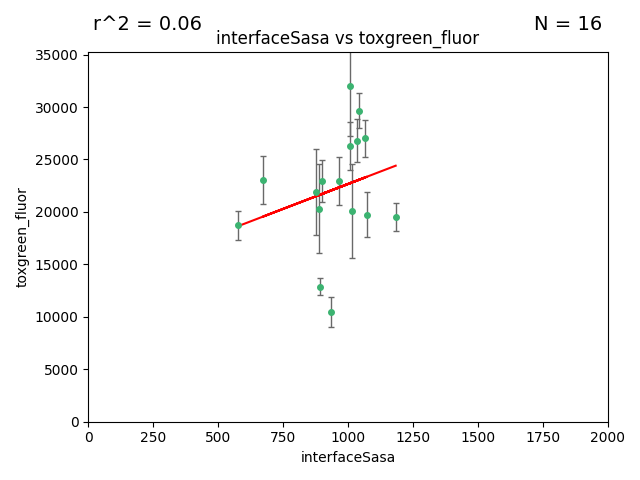 r^2 = 0.06
N = 16
interfaceSasa vs toxgreen_fluor
35000
30000
25000
20000
15000
10000
5000
0
toxgreen_fluor
0 250 500 750 1000 1250 1500 1750 2000
interfaceSasa